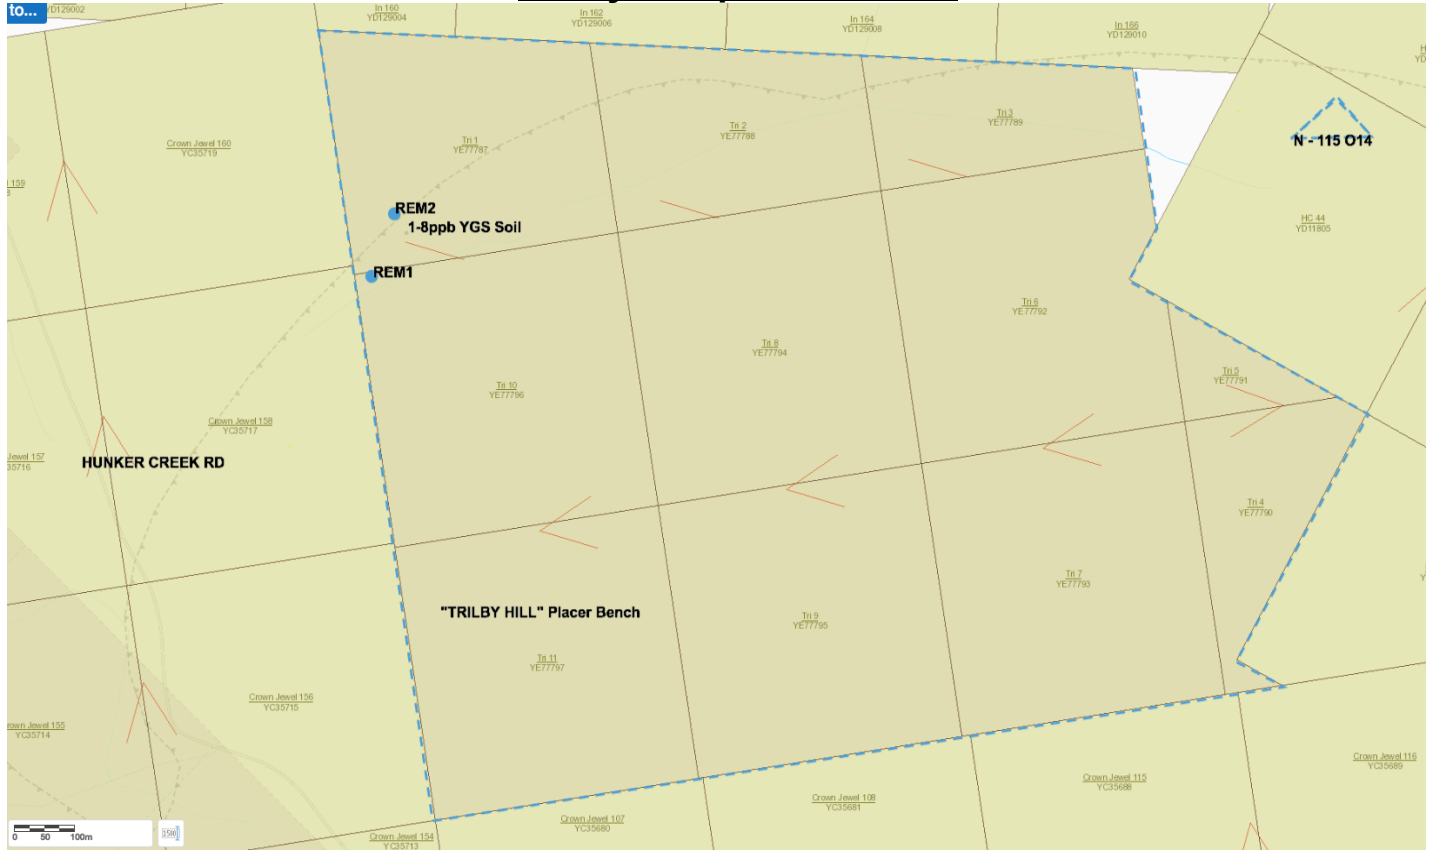 to...
YD129002
In 160
YD129004
In 162
YD129006
In 164
YD129008
In 166
YD129010
Crown Jewel 160
YC35719
Tri 1
YE77787
Tri 2
YE77788
Tri 3
YE77789
N - 115 O14
159
REM2
1-8ppb YGS Soil
HC 44
YD11805
REM1
Tri 6
YE77792
Tri 8
YE77794
Tri 10
YE77796
Tri 5
YE77791
Crown Jewel 158
YC35717
Jewel 157
35716
HUNKER CREEK RD
Tri 4
YE77790
Tri 7
YE77793
"TRILBY HILL" Placer Bench
Tri 9
YE77795
Tri 11
YE77797
Crown Jewel 156
YC35715
rown Jewel 155
YC35714
Crown Jewel 116
YC35689
Crown Jewel 115
YC35688
Crown Jewel 108
YC35681
Crown Jewel 107
YC35680
Crown Jewel 154
YC35713
0 50 100m